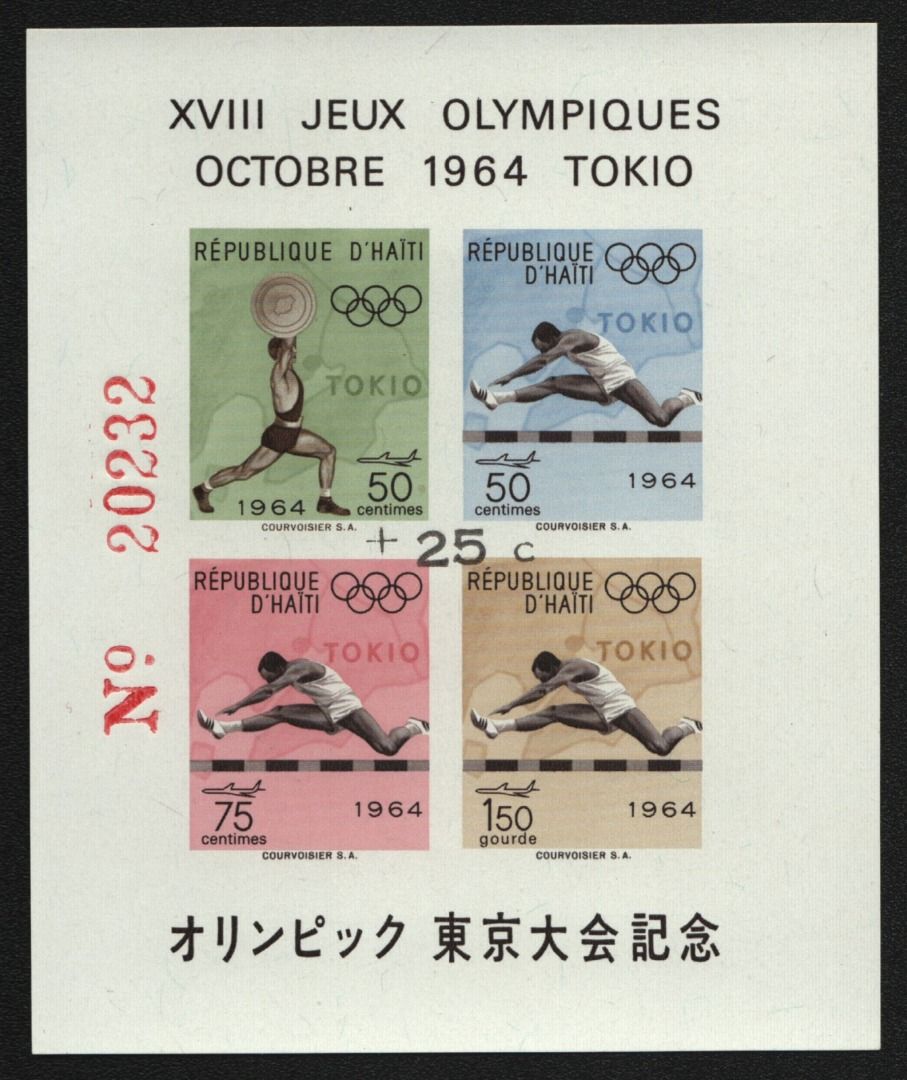 XVIII JEUX OLYMPIQUES
OCTOBRE 1964 TOKIO
RÉPUBLIQUE D'HAÏTI
TOKIO
1964
50
centimes
COURVOISIER S.A.
RÉPUBLIQUE
D'HAÏTI
TOKIO
50
centimes
1964
COURVOISIER S.A.
+ 25 c
RÉPUBLIQUE
D'HAÏTI
TOKIO
75
centimes
1964
COURVOISIER S.A.
RÉPUBLIQUE
D'HAÏTI
TOKIO
150
gourde
1964
COURVOISIER S.A.
Nº 20232
オリンピック 東京大会記念